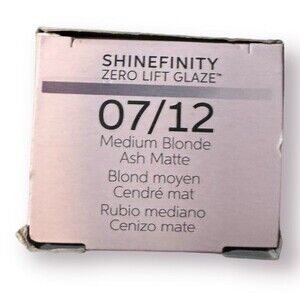 SHINEFINITY
ZERO LIFT GLAZE™
07/12
Medium Blonde
Ash Matte
Blond moyen
Cendré mat
Rubio mediano
Cenizo mate